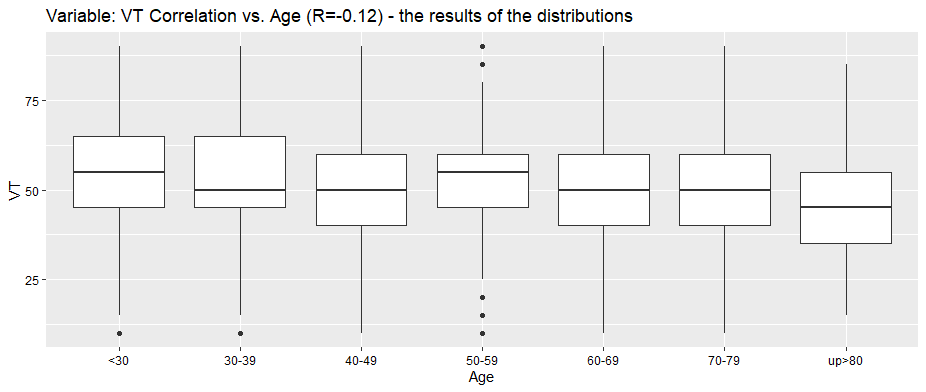 Variable: VT Correlation vs. Age (R=-0.12) - the results of the distributions
75
50
25
VT
<30 30-39 40-49 50-59 60-69 70-79 up>80
Age